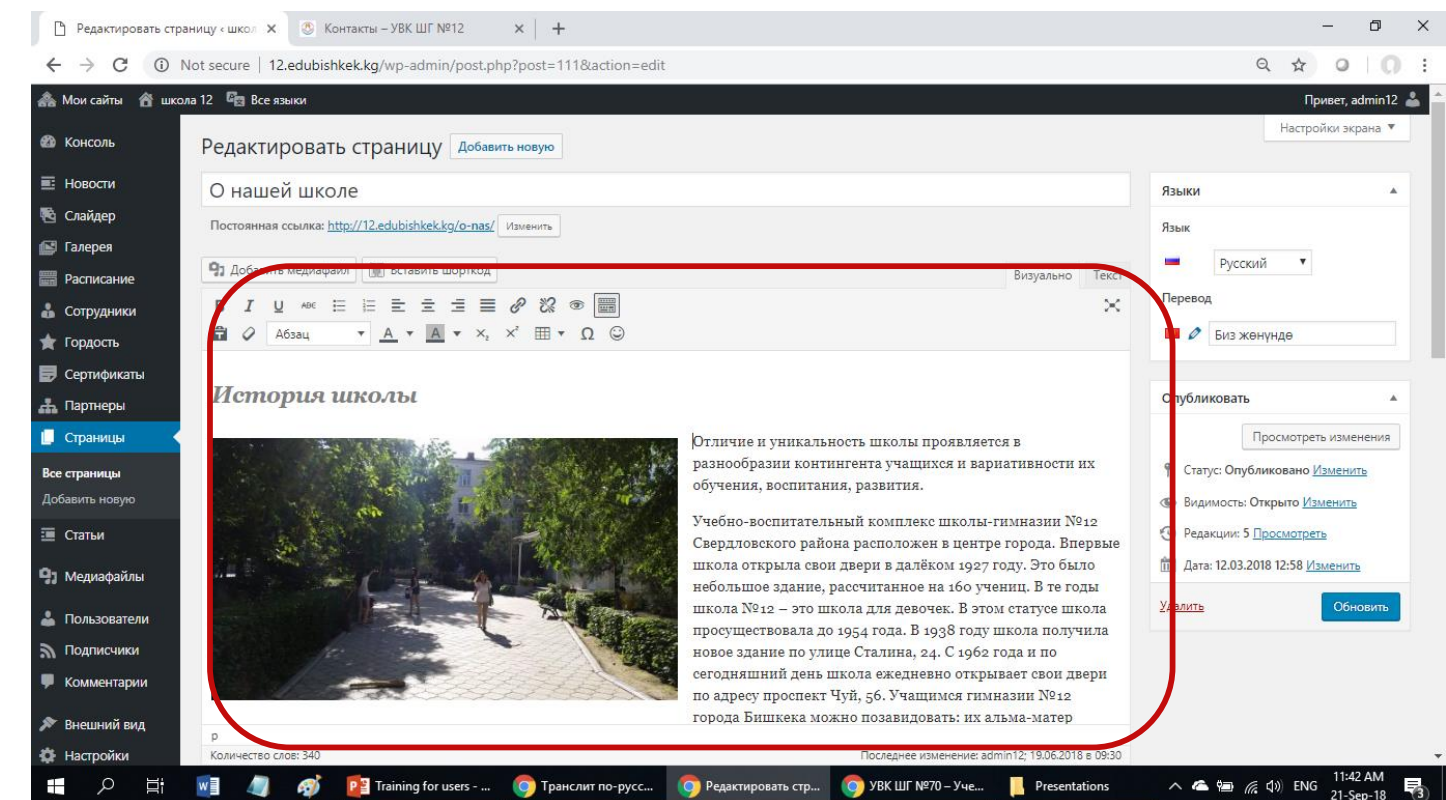 Редактировать страницу ‹ школ
Контакты – УВК ШГ №12
Not secure | 12.edubishkek.kg/wp-admin/post.php?post=111&action=edit
Мои сайты школа 12 Все языки Привет, admin12
Настройки экрана
Консоль
Новости
Слайдер
Галерея
Расписание
Сотрудники
Гордость
Сертификаты
Партнеры
Страницы
Все страницы
Добавить новую
Статьи
Медиафайлы
Пользователи
Подписчики
Комментарии
Внешний вид
Настройки
Редактировать страницу Добавить новую
О нашей школе
Постоянная ссылка: http://12.edubishkek.kg/o-nas/ Изменить
Добавить медиафайл Вставить шорткод
Визуально Текст
B I U ABC
Абзац A A x₂ x² Ω
История школы
Отличие и уникальность школы проявляется в
разнообразии контингента учащихся и вариативности их
обучения, воспитания, развития.
Учебно-воспитательный комплекс школы-гимназии №12
Свердловского района расположен в центре города. Впервые
школа открыла свои двери в далёком 1927 году. Это было
небольшое здание, рассчитанное на 160 учениц. В те годы
школа №12 – это школа для девочек. В этом статусе школа
просуществовала до 1954 года. В 1938 году школа получила
новое здание по улице Сталина, 24. С 1962 года и по
сегодняшний день школа ежедневно открывает свои двери
по адресу проспект Чуй, 56. Учащимся гимназии №12
города Бишкека можно позавидовать: их альма-матер
p
Количество слов: 340 Последнее изменение: admin12; 19.06.2018 в 09:30
Языки
Язык
Русский
Перевод
Биз жөнүндө
Опубликовать
Просмотреть изменения
Статус: Опубликовано Изменить
Видимость: Открыто Изменить
Редакции: 5 Просмотреть
Дата: 12.03.2018 12:58 Изменить
Удалить Обновить
Training for users - ...
Транслит по-русс...
Редактировать стр...
УВК ШГ №70 – Уче...
Presentations
ENG
11:42 AM
21-Sep-18
3